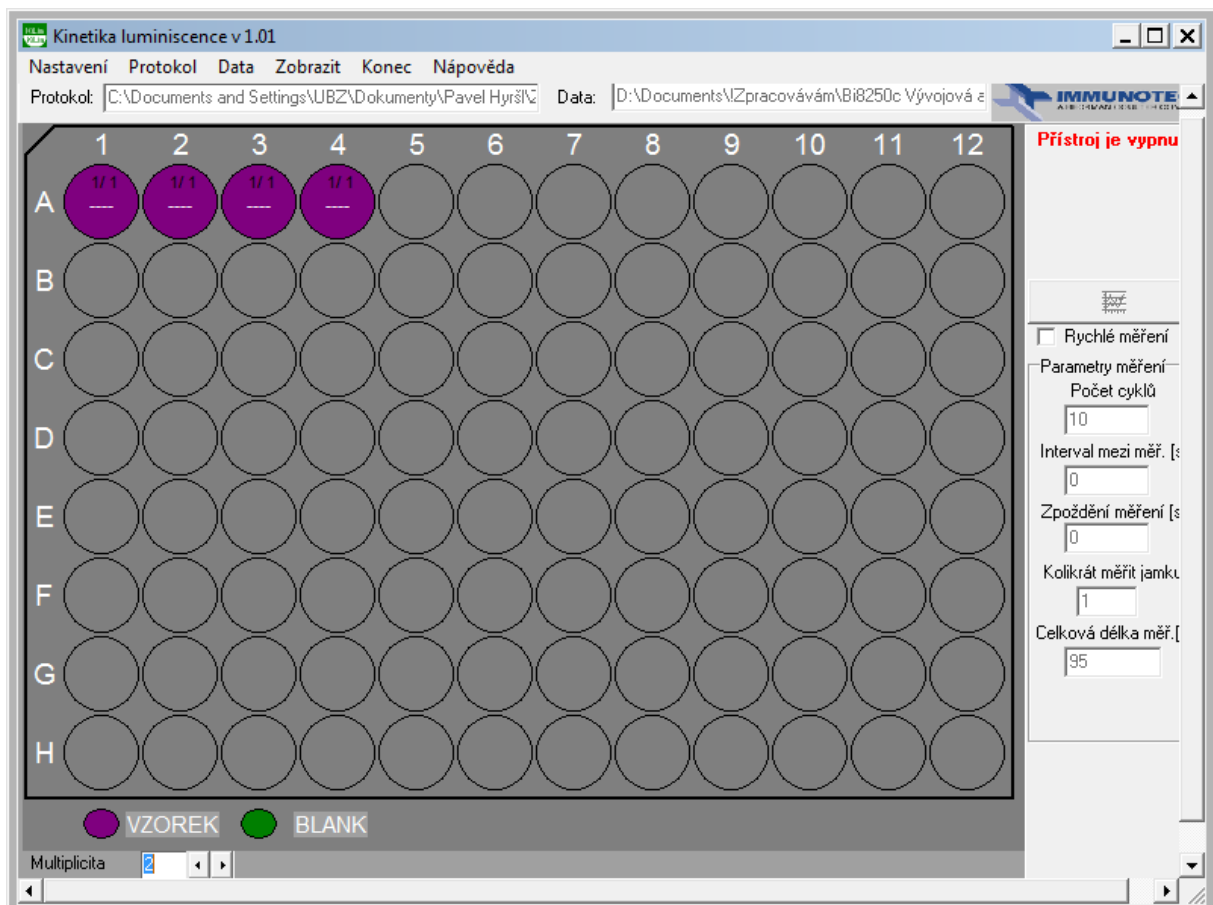 Kinetika luminiscence v 1.01
Nastavení Protokol Data Zobrazit Konec Nápověda
Protokol: C:\Documents and Settings\UBZ\Dokumenty\Pavel Hyršl\Z Data: D:\Documents\!Zpracovávám\Bi8250c Vývojová a IMMUNOTE
Přístroj je vypnu
1 2 3 4 5 6 7 8 9 10 11 12
A 1/ 1 1/ 1 1/ 1 1/ 1
---- ---- ---- ----
B
C
D
E
F
G
H
Rychlé měření
Parametry měření
Počet cyklů
10
Interval mezi měř. [s
0
Zpoždění měření [s
0
Kolikrát měřit jamku
1
Celková délka měř.[
95
VZOREK BLANK
Multiplicita 2